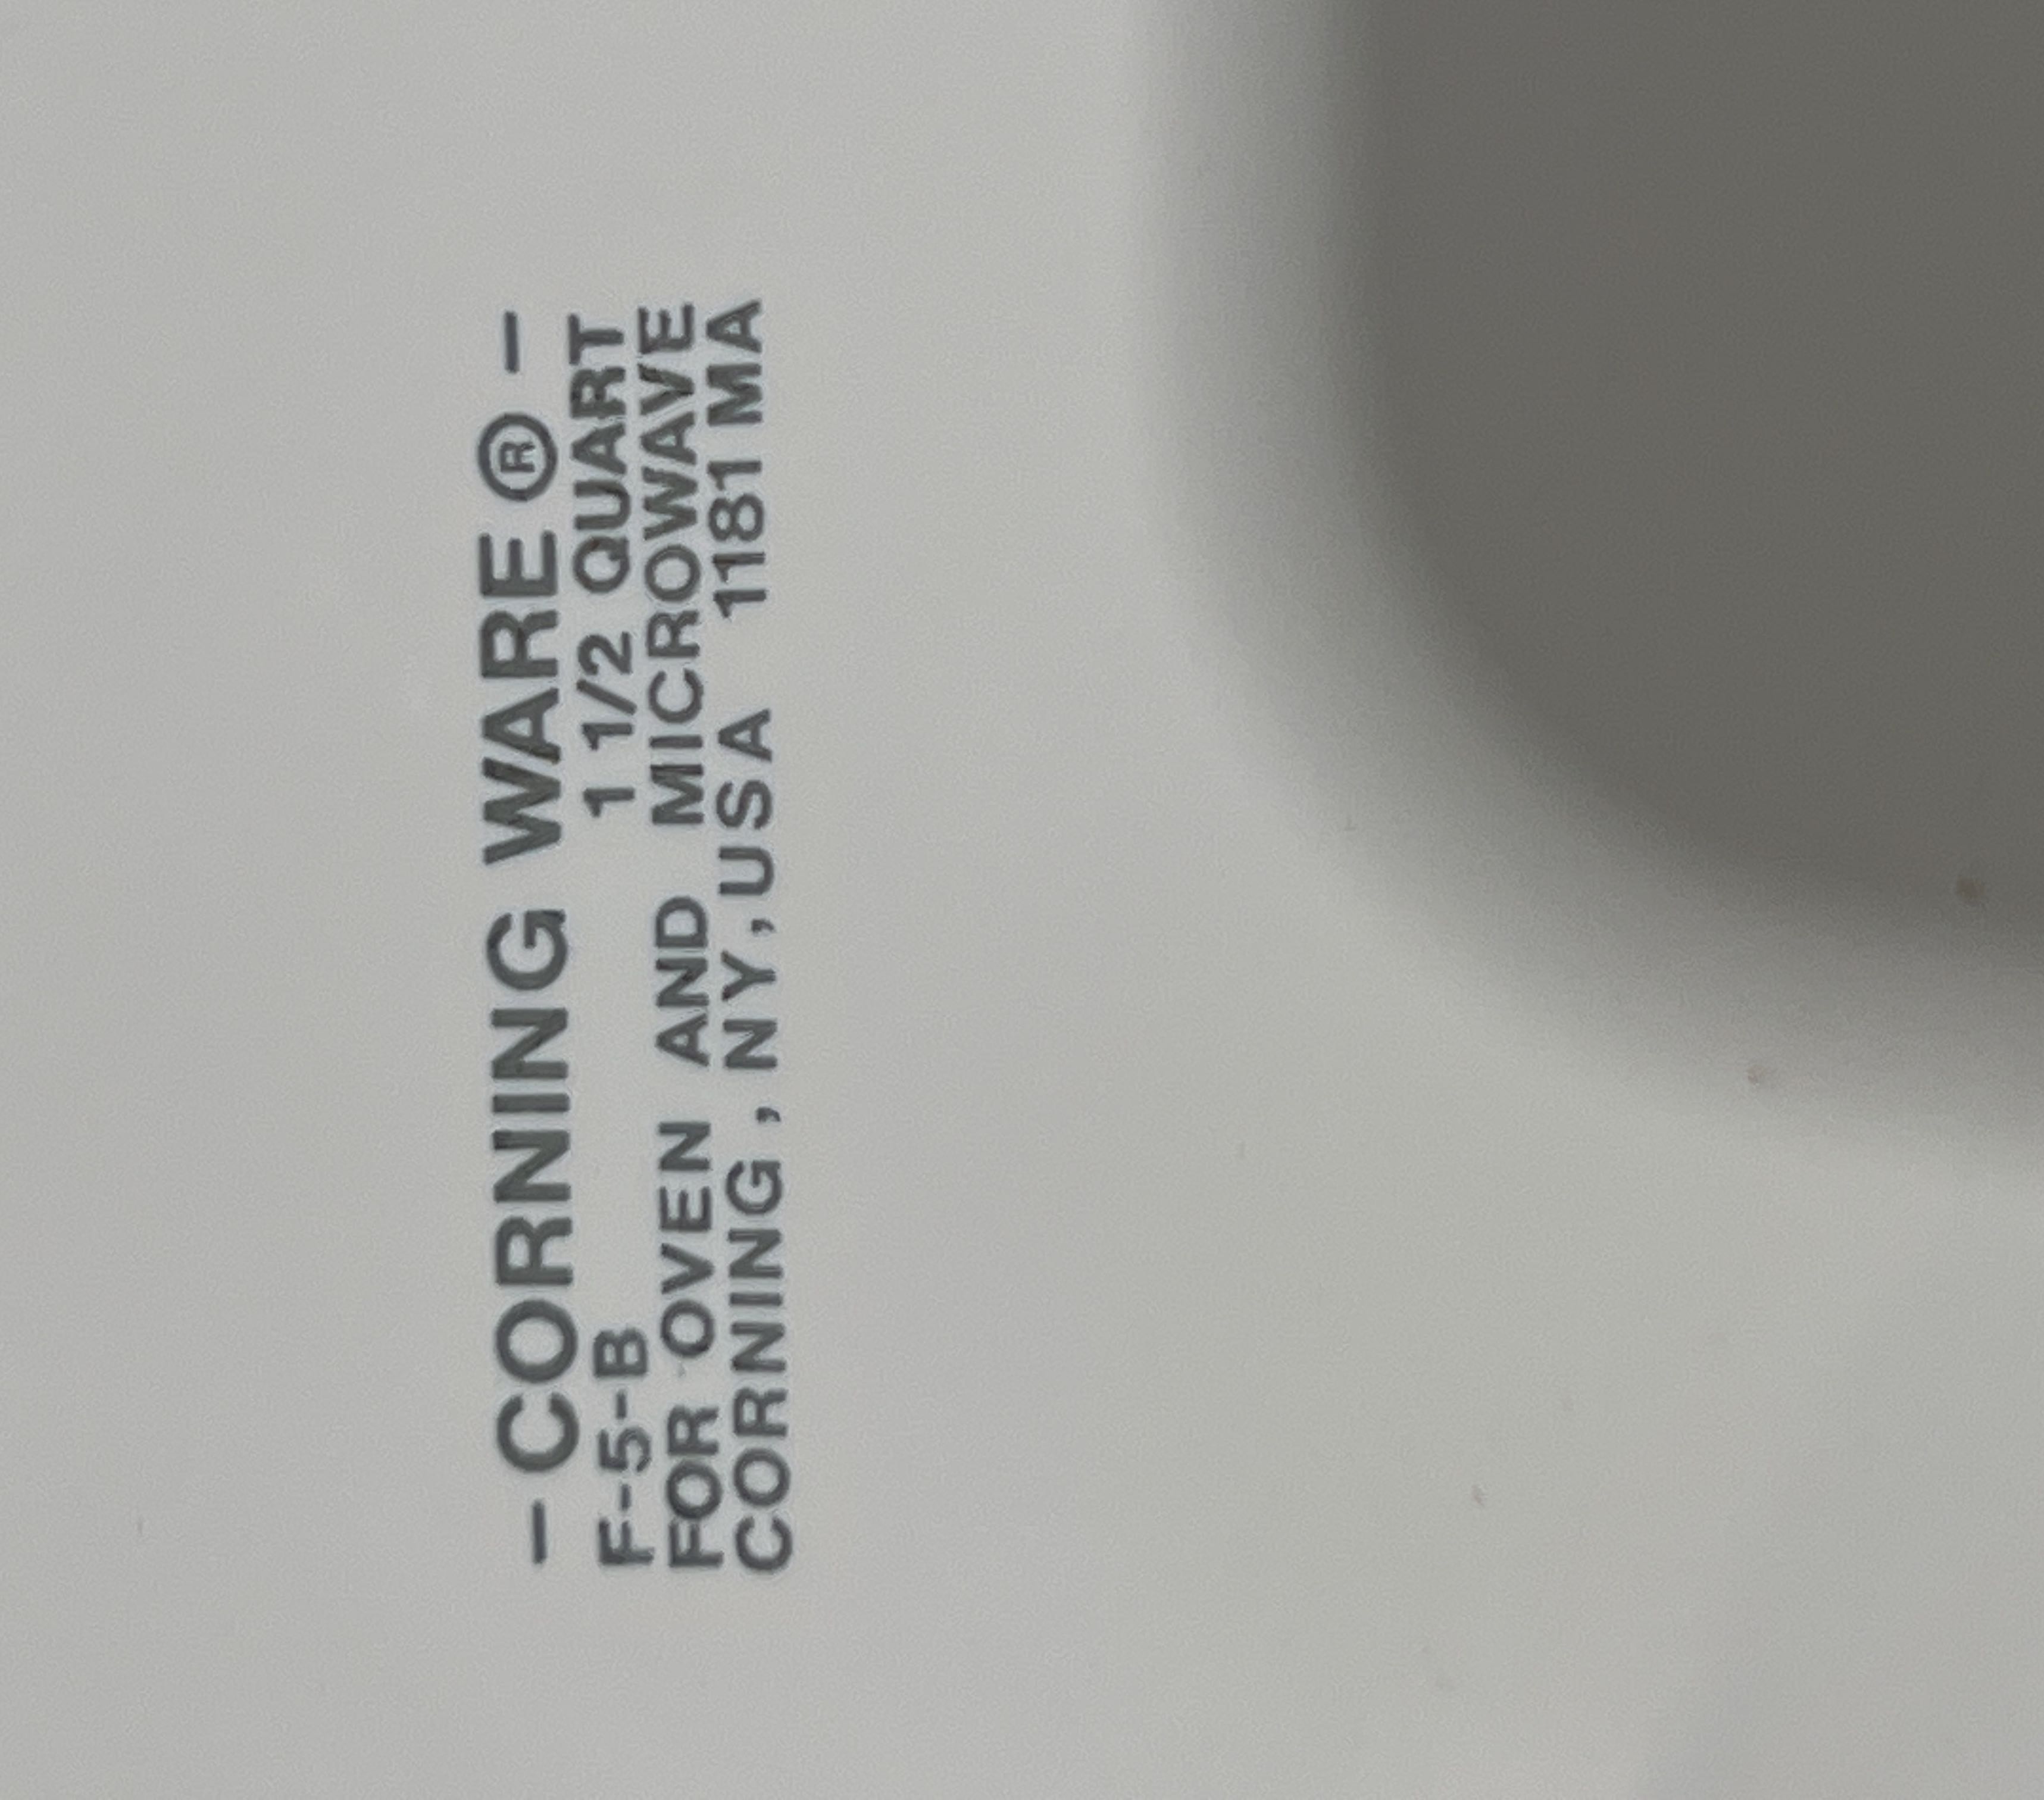 — CORNING WARE ® —
F-5-B 1 1/2 QUART
FOR OVEN AND MICROWAVE
CORNING, NY, USA 1181 MA